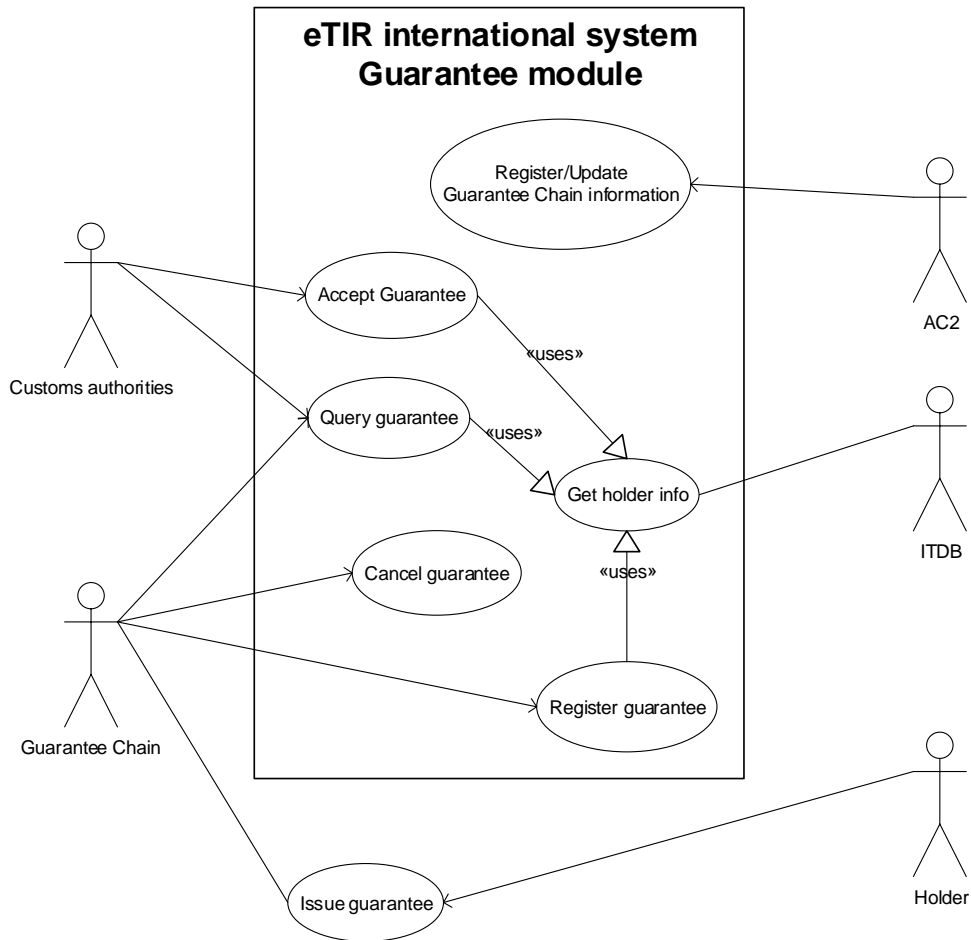 eTIR international system
Guarantee module
Register/Update
Guarantee Chain information
AC2
Customs authorities
Accept Guarantee
«uses»
Query guarantee
«uses»
Get holder info
ITDB
Cancel guarantee
«uses»
Register guarantee
Guarantee Chain
Issue guarantee
Holder